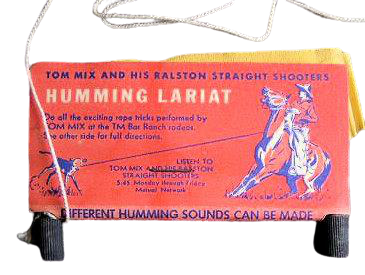 TOM MIX AND HIS RALSTON STRAIGHT SHOOTERS
HUMMING LARIAT
Do all the exciting rope tricks performed by
TOM MIX at the TM Bar Ranch rodeos.
See other side for full directions.
LISTEN TO
TOM MIX AND HIS RALSTON
STRAIGHT SHOOTERS
5:45 Monday through Friday
Mutual Network
DIFFERENT HUMMING SOUNDS CAN BE MADE